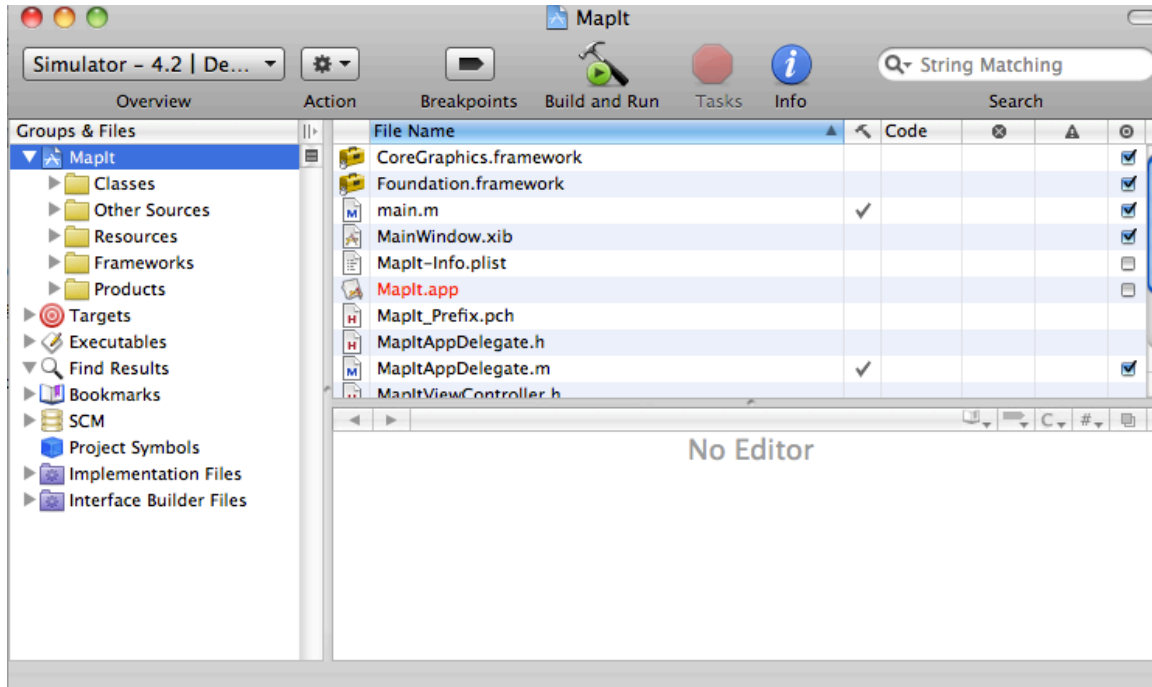 MapIt
Simulator – 4.2 | De...
String Matching
Overview Action Breakpoints Build and Run Tasks Info Search
Groups & Files
MapIt
Classes
Other Sources
Resources
Frameworks
Products
Targets
Executables
Find Results
Bookmarks
SCM
Project Symbols
Implementation Files
Interface Builder Files
File Name Code
CoreGraphics.framework
Foundation.framework
main.m
MainWindow.xib
MapIt-Info.plist
MapIt.app
MapIt_Prefix.pch
MapItAppDelegate.h
MapItAppDelegate.m
MapItViewController.h
C #
No Editor